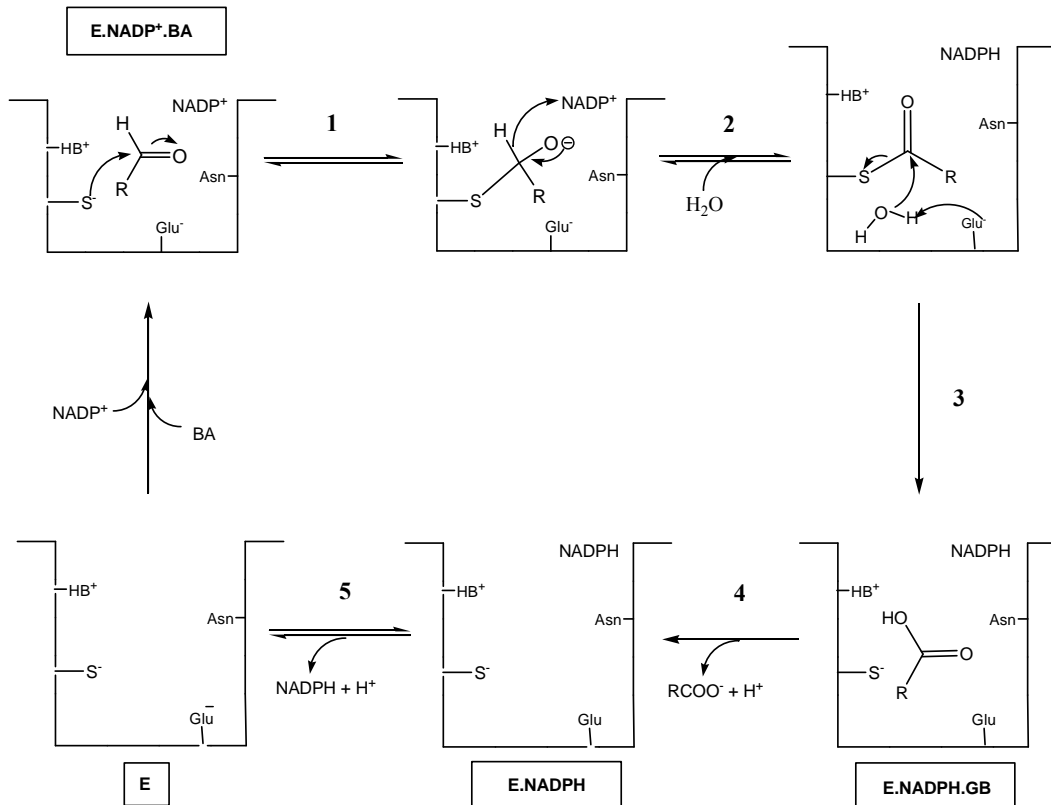 E.NADP⁺.BA
H
O
R
NADP⁺
HB⁺
S⁻
Asn
Glu⁻
1
NADP⁺
H
O⊖
HB⁺
S
R
Asn
Glu⁻
2
H₂O
NADPH
O
HB⁺
Asn
S
R
O
H
H
Glu⁻
NADP⁺
BA
3
HB⁺
Asn
S⁻
Glu⁻
E
5
NADPH + H⁺
NADPH
HB⁺
Asn
S⁻
Glu
E.NADPH
4
RCOO⁻ + H⁺
NADPH
HB⁺
HO
Asn
O
S⁻
R
Glu
E.NADPH.GB